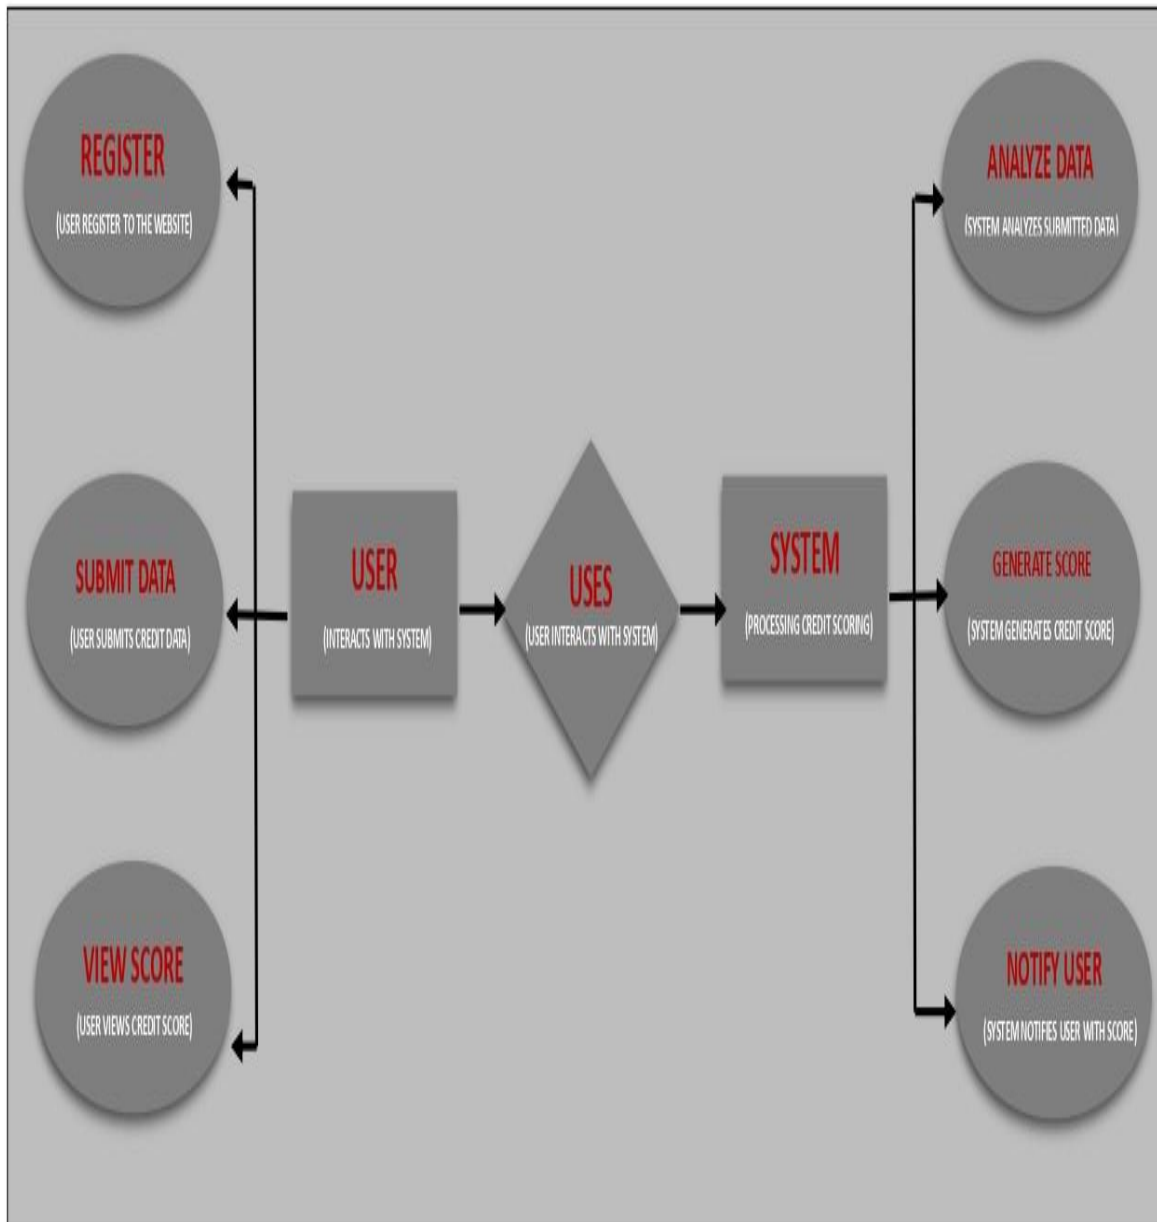 REGISTER
(USER REGISTER TO THE WEBSITE)
SUBMIT DATA
(USER SUBMITS CREDIT DATA)
VIEW SCORE
(USER VIEWS CREDIT SCORE)
USER
(INTERACTS WITH SYSTEM)
USES
(USER INTERACTS WITH SYSTEM)
SYSTEM
(PROCESSING CREDIT SCORING)
ANALYZE DATA
(SYSTEM ANALYZES SUBMITTED DATA)
GENERATE SCORE
(SYSTEM GENERATES CREDIT SCORE)
NOTIFY USER
(SYSTEM NOTIFIES USER WITH SCORE)